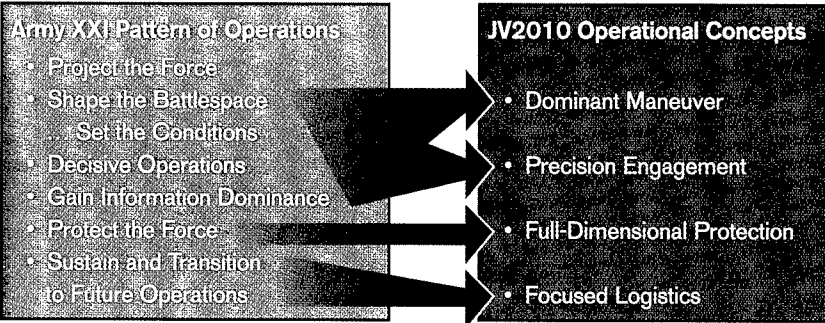 Army XXI Pattern of Operations
• Project the Force
• Shape the Battlespace
... Set the Conditions
• Decisive Operations
• Gain Information Dominance
• Protect the Force
• Sustain and Transition
to Future Operations
JV2010 Operational Concepts
• Dominant Maneuver
• Precision Engagement
• Full-Dimensional Protection
• Focused Logistics